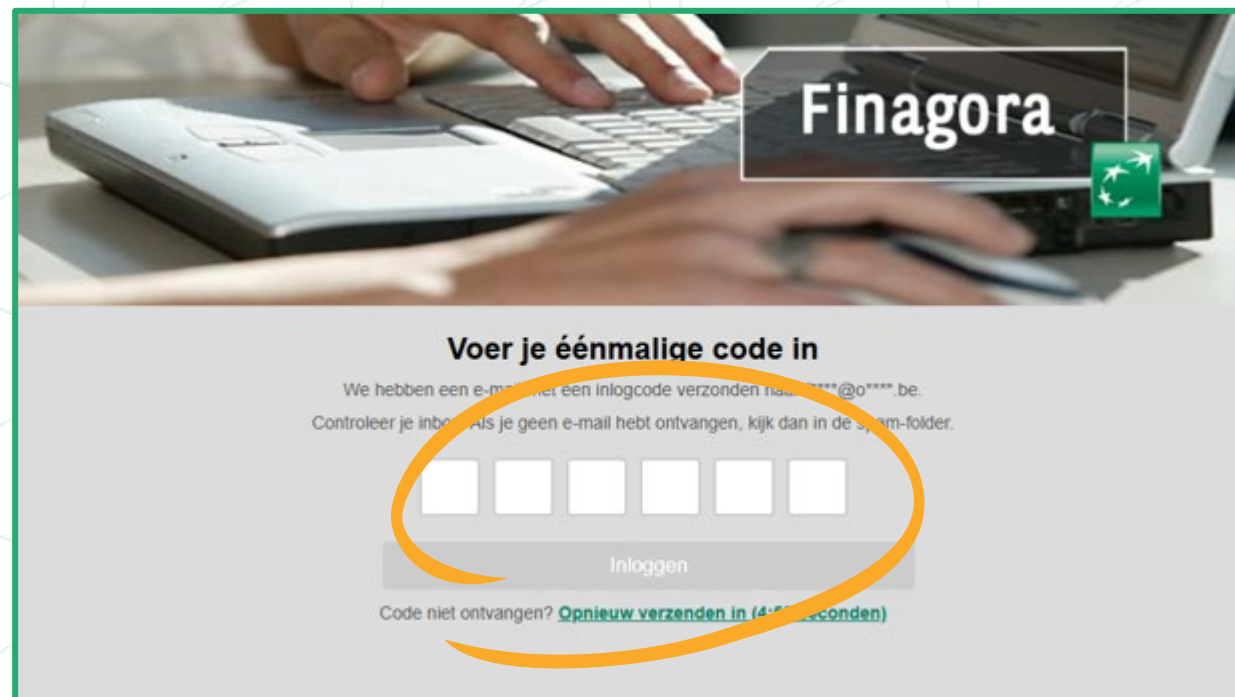 Finagora
Voer je éénmalige code in
We hebben een e-mail met een inlogcode verzonden naar ****@o****.be.
Controleer je inbox. Als je geen e-mail hebt ontvangen, kijk dan in de spam-folder.
Inloggen
Code niet ontvangen? Opnieuw verzenden in (4: seconden)